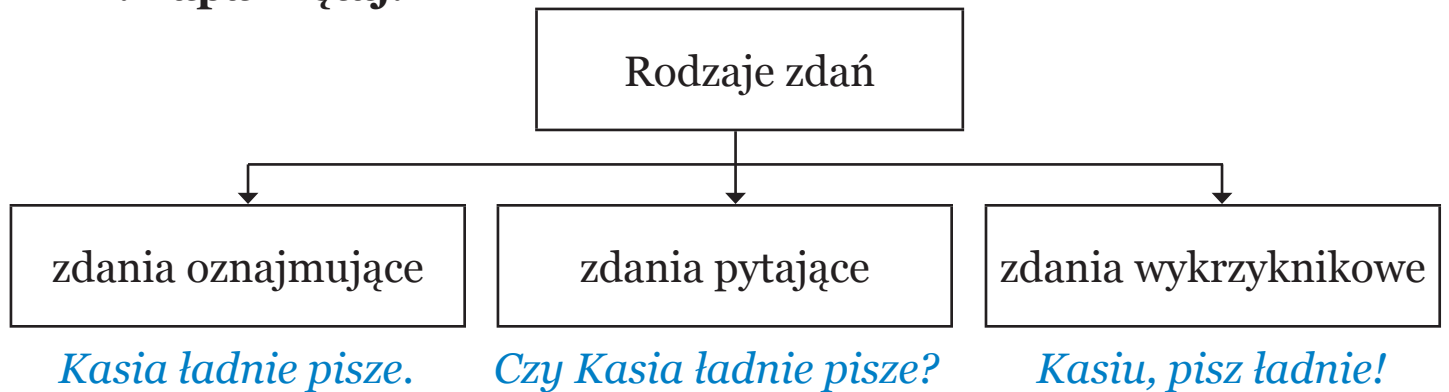 Rodzaje zdań
zdania oznajmujące
zdania pytające
zdania wykrzyknikowe
Kasia ładnie pisze.
Czy Kasia ładnie pisze?
Kasiu, pisz ładnie!